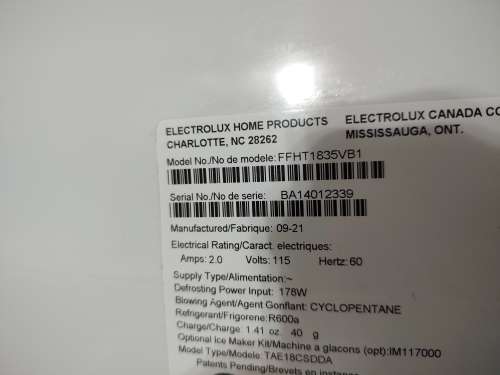 ELECTROLUX HOME PRODUCTS ELECTROLUX CANADA CO
CHARLOTTE, NC 28262 MISSISSAUGA, ONT.
Model No./No de modele: FFHT1835VB1
Serial No./No de serie: BA14012339
Manufactured/Fabrique: 09-21
Electrical Rating/Caract. electriques:
Amps: 2.0 Volts: 115 Hertz: 60
Supply Type/Alimentation:~
Defrosting Power Input: 178W
Blowing Agent/Agent Gonflant: CYCLOPENTANE
Refrigerant/Frigorene: R600a
Charge/Charge: 1.41 oz. 40 g
Optional Ice Maker Kit/Machine a glacons (opt):IM117000
Model Type/Modele: TAE18CSDDA
Patents Pending/Brevets en instance